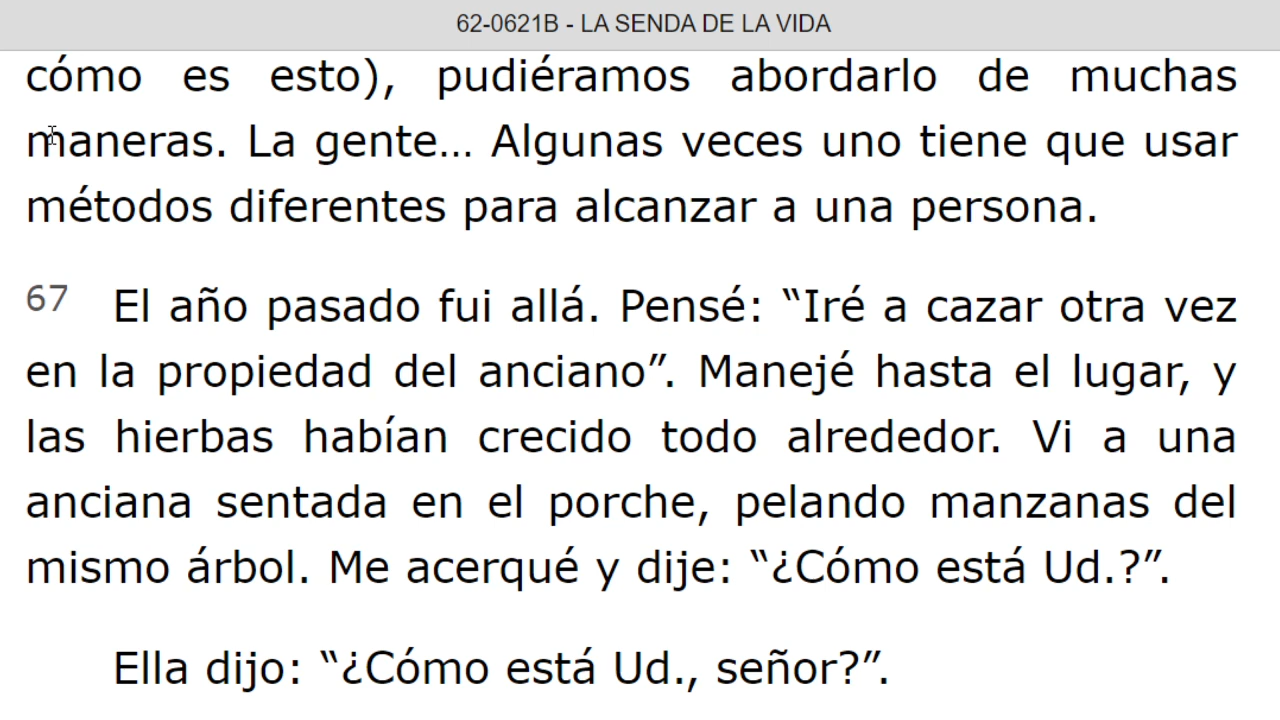 62-0621B - LA SENDA DE LA VIDA
cómo es esto), pudiéramos abordarlo de muchas
maneras. La gente... Algunas veces uno tiene que usar
métodos diferentes para alcanzar a una persona.
67 El año pasado fui allá. Pensé: “Iré a cazar otra vez
en la propiedad del anciano”. Manejé hasta el lugar, y
las hierbas habían crecido todo alrededor. Vi a una
anciana sentada en el porche, pelando manzanas del
mismo árbol. Me acerqué y dije: “¿Cómo está Ud.?”.
Ella dijo: “¿Cómo está Ud., señor?”.